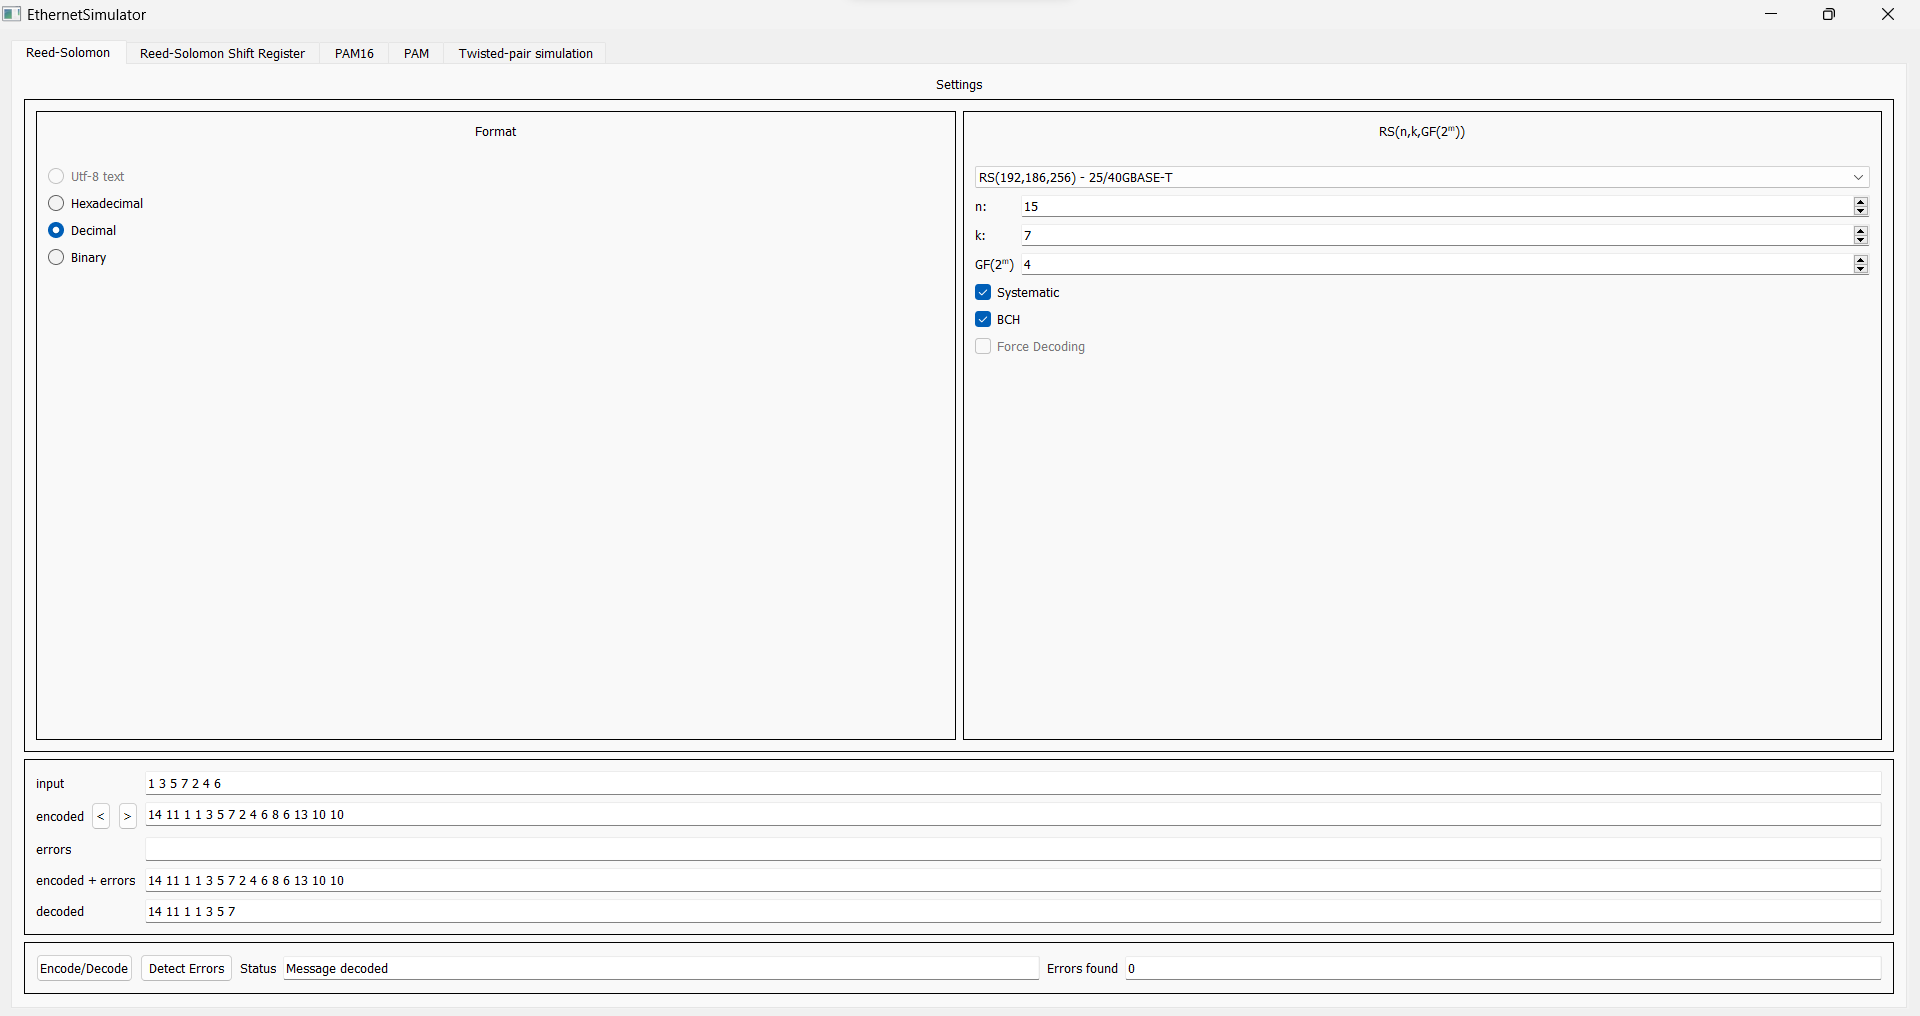 EthernetSimulator
Reed-Solomon Reed-Solomon Shift Register PAM16 PAM Twisted-pair simulation
Settings
Format
Utf-8 text
Hexadecimal
Decimal
Binary
RS(n,k,GF(2ᵐ))
RS(192,186,256) - 25/40GBASE-T
n: 15
k: 7
GF(2ᵐ) 4
Systematic
BCH
Force Decoding
input 1 3 5 7 2 4 6
encoded < > 14 11 1 1 3 5 7 2 4 6 8 6 13 10 10
errors
encoded + errors 14 11 1 1 3 5 7 2 4 6 8 6 13 10 10
decoded 14 11 1 1 3 5 7
Encode/Decode Detect Errors Status Message decoded Errors found 0